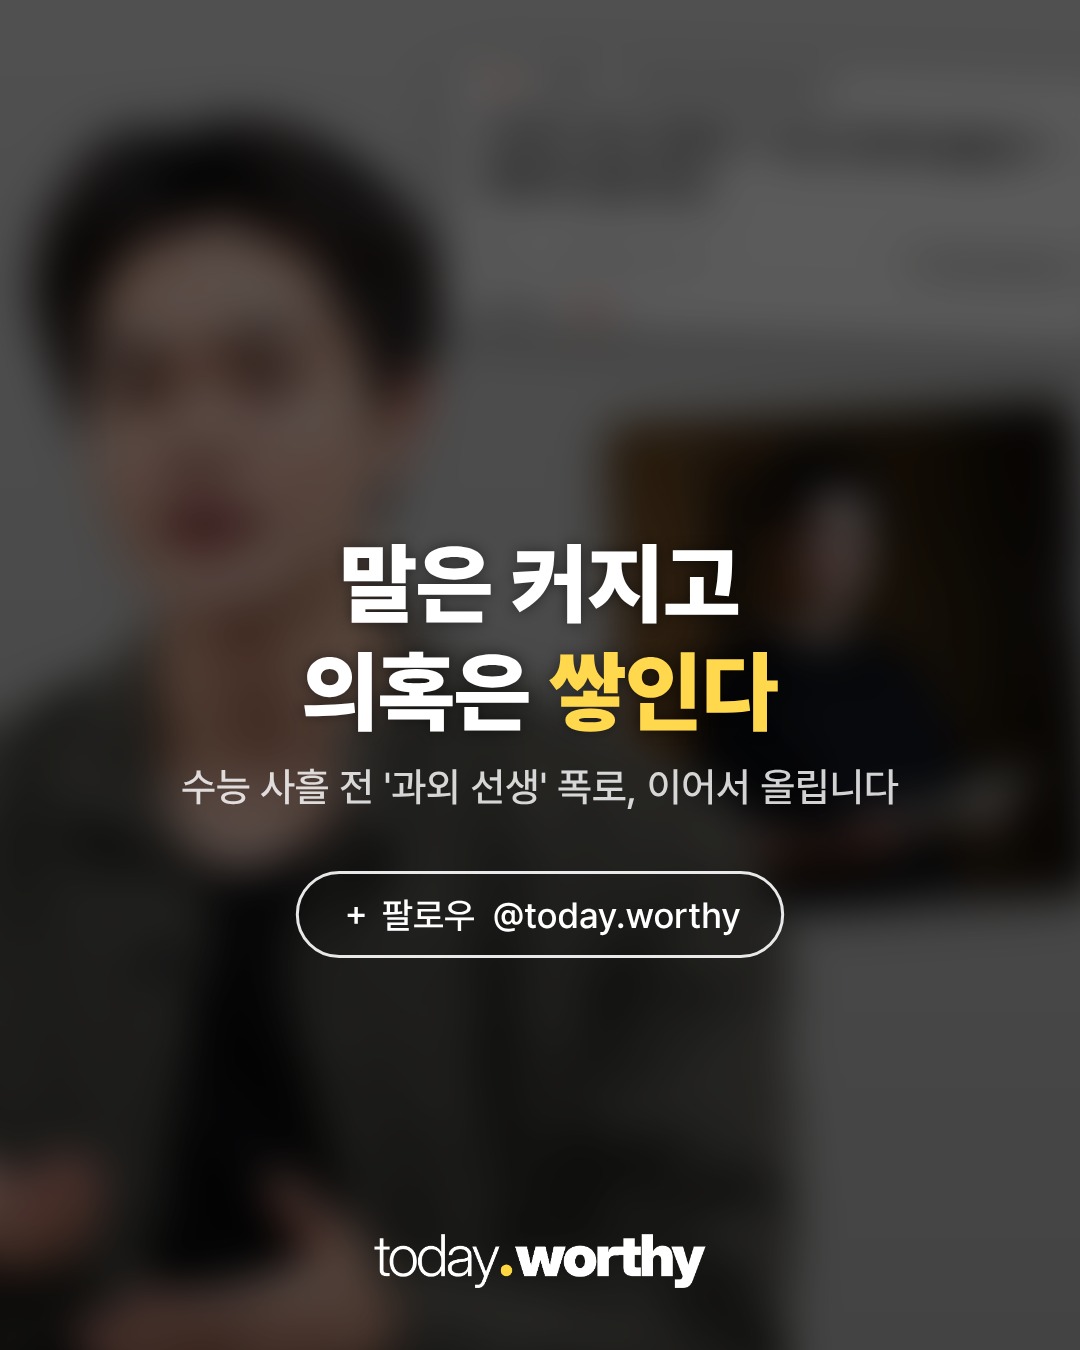 말은 커지고
의혹은 쌓인다
수능 사흘 전 '과외 선생' 폭로, 이어서 올립니다
+ 팔로우 @today.worthy
today.worthy